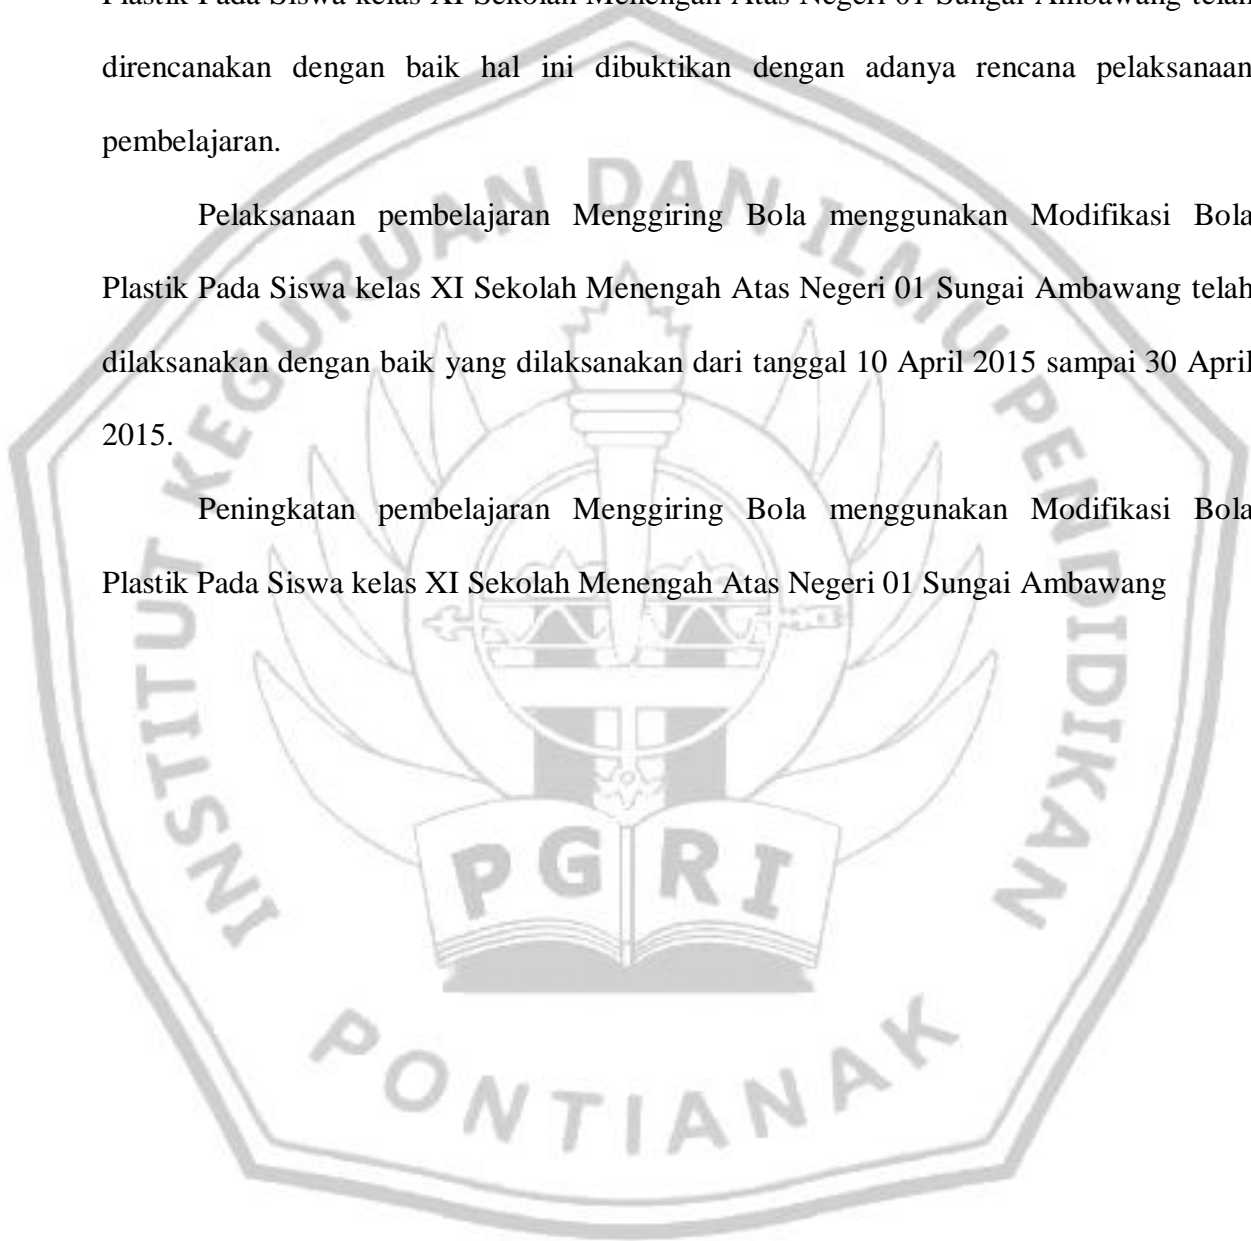 Plastik Pada Siswa kelas XI Sekolah Menengah Atas Negeri 01 Sungai Ambawang telah
direncanakan dengan baik hal ini dibuktikan dengan adanya rencana pelaksanaan
pembelajaran.
Pelaksanaan pembelajaran Menggiring Bola menggunakan Modifikasi Bola
Plastik Pada Siswa kelas XI Sekolah Menengah Atas Negeri 01 Sungai Ambawang telah
dilaksanakan dengan baik yang dilaksanakan dari tanggal 10 April 2015 sampai 30 April
2015.
Peningkatan pembelajaran Menggiring Bola menggunakan Modifikasi Bola
Plastik Pada Siswa kelas XI Sekolah Menengah Atas Negeri 01 Sungai Ambawang
INSTITUT KEGURUAN DAN ILMU PENDIDIKAN
PGRI
PONTIANAK